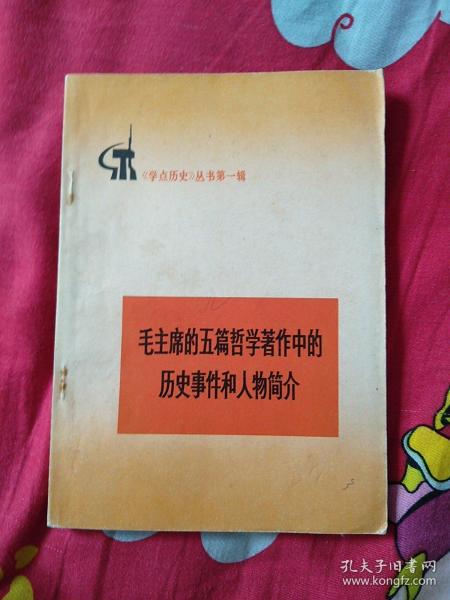 《学点历史》丛书第一辑
毛主席的五篇哲学著作中的
历史事件和人物简介
孔夫子旧书网
www.kongfz.com